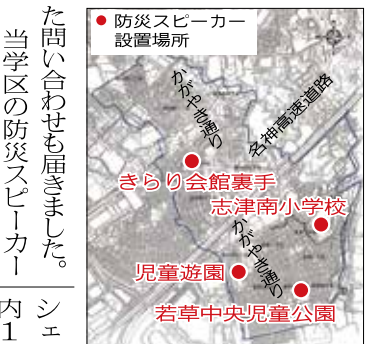 た問い合わせも届きました。
当学区の防災スピーカー
シェ
内1
● 防災スピーカー
設置場所
かがやき通り
名神高速道路
きらり会館裏手
志津南小学校
かがやき通り
児童遊園
若草中央児童公園